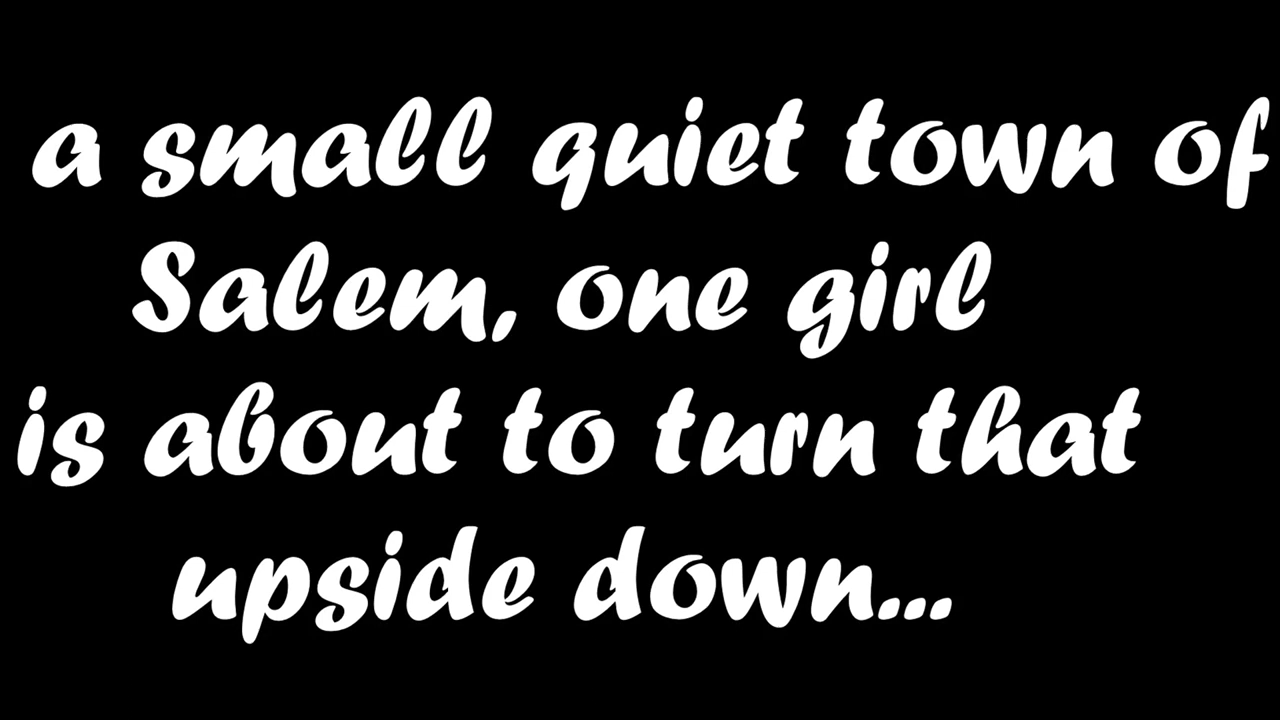 a small quiet town of
Salem, one girl
is about to turn that
upside down...